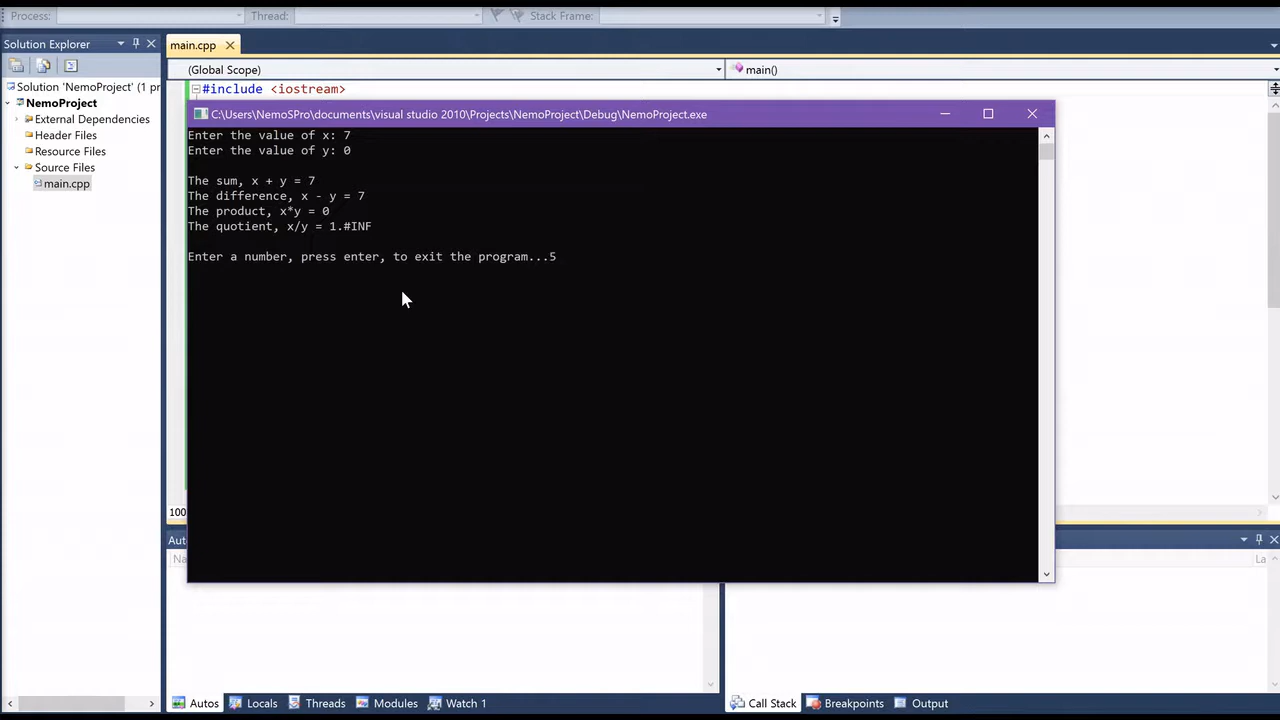 Process:
Thread:
Stack Frame:
Solution Explorer
main.cpp
(Global Scope)
main()
Solution 'NemoProject' (1 pr
NemoProject
External Dependencies
Header Files
Resource Files
Source Files
main.cpp
#include <iostream>
C:\Users\NemoSPro\documents\visual studio 2010\Projects\NemoProject\Debug\NemoProject.exe
Enter the value of x: 7
Enter the value of y: 0
The sum, x + y = 7
The difference, x - y = 7
The product, x*y = 0
The quotient, x/y = 1.#INF
Enter a number, press enter, to exit the program...5
100
Aut
Na
La
Autos
Locals
Threads
Modules
Watch 1
Call Stack
Breakpoints
Output